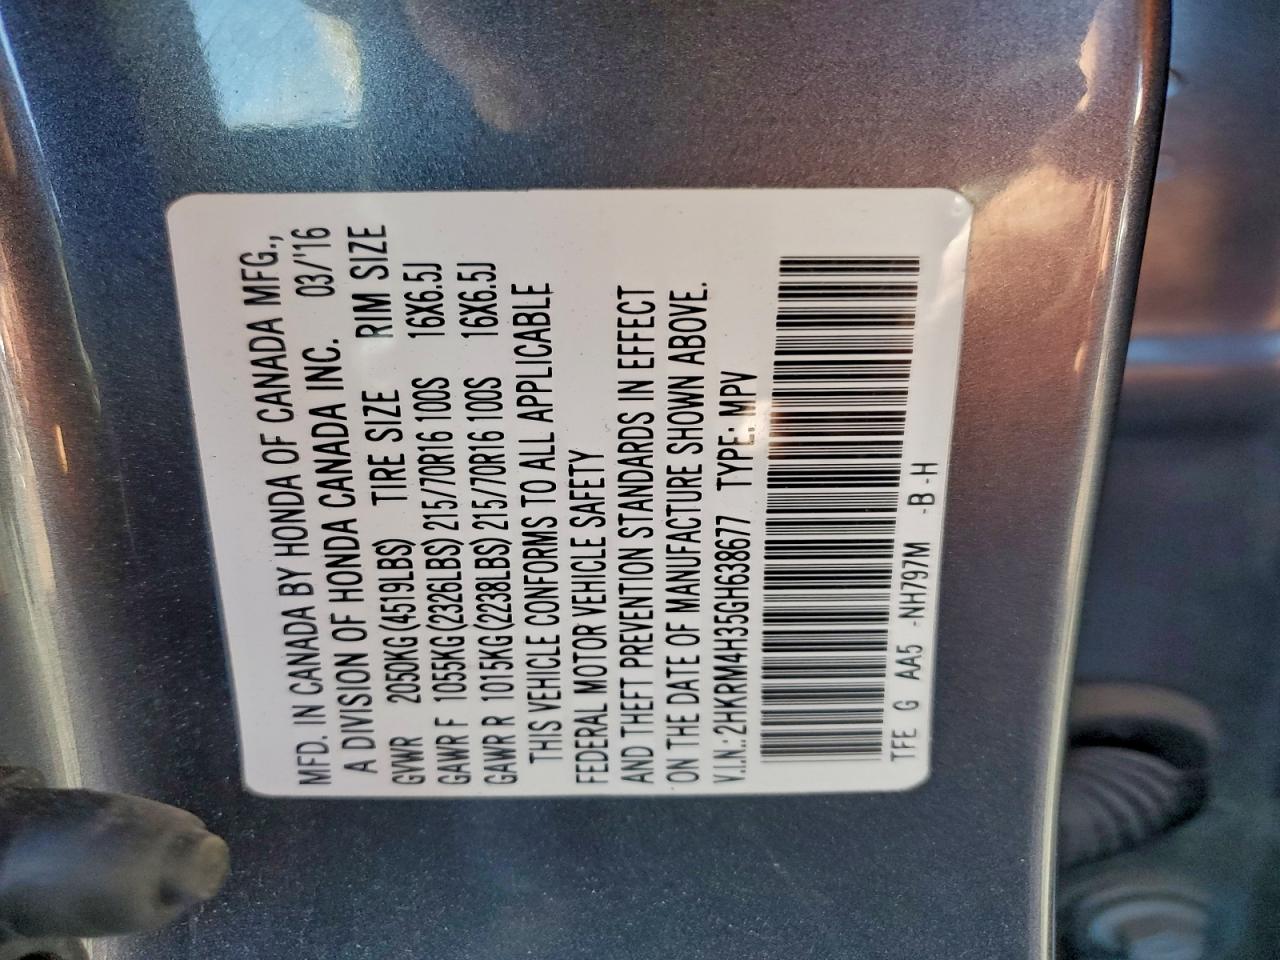 MFD. IN CANADA BY HONDA OF CANADA MFG.,
A DIVISION OF HONDA CANADA INC. 03/'16
GVWR 2050KG(4519LBS) TIRE SIZE RIM SIZE
GAWR F 1055KG(2326LBS) 215/70R16 100S 16X6.5J
GAWR R 1015KG(2238LBS) 215/70R16 100S 16X6.5J
THIS VEHICLE CONFORMS TO ALL APPLICABLE
FEDERAL MOTOR VEHICLE SAFETY
AND THEFT PREVENTION STANDARDS IN EFFECT
ON THE DATE OF MANUFACTURE SHOWN ABOVE.
V.I.N.: 2HKRM4H35GH638677 TYPE: MPV
TFE G AA5 -NH797M -B -H